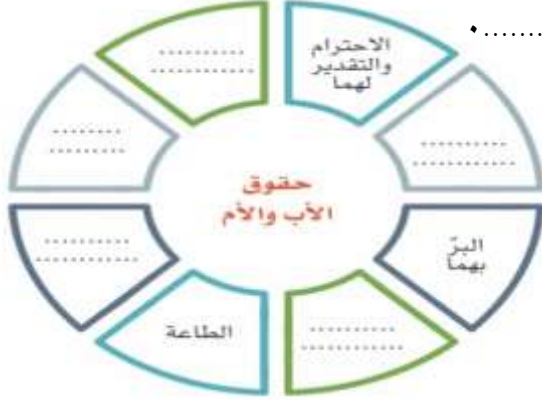 ........
الاحترام
والتقدير
لهما
..........
............
البرّ
بهما
..........
............
الطاعة
..........
............
........
.........
..........
............
حقوق
الأب والأم